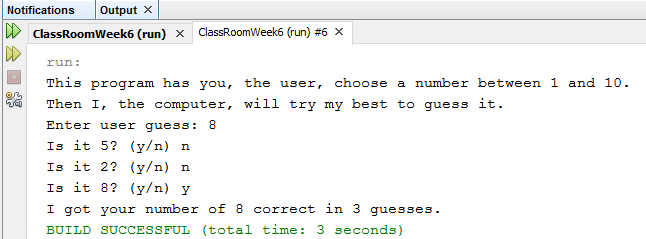 Notifications Output ×
ClassRoomWeek6 (run) × ClassRoomWeek6 (run) #6 ×
run:
This program has you, the user, choose a number between 1 and 10.
Then I, the computer, will try my best to guess it.
Enter user guess: 8
Is it 5? (y/n) n
Is it 2? (y/n) n
Is it 8? (y/n) y
I got your number of 8 correct in 3 guesses.
BUILD SUCCESSFUL (total time: 3 seconds)